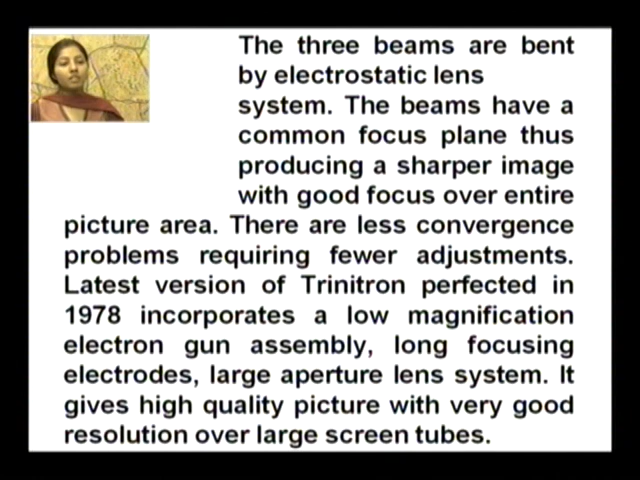 The three beams are bent
by electrostatic lens
system. The beams have a
common focus plane thus
producing a sharper image
with good focus over entire
picture area. There are less convergence
problems requiring fewer adjustments.
Latest version of Trinitron perfected in
1978 incorporates a low magnification
electron gun assembly, long focusing
electrodes, large aperture lens system. It
gives high quality picture with very good
resolution over large screen tubes.